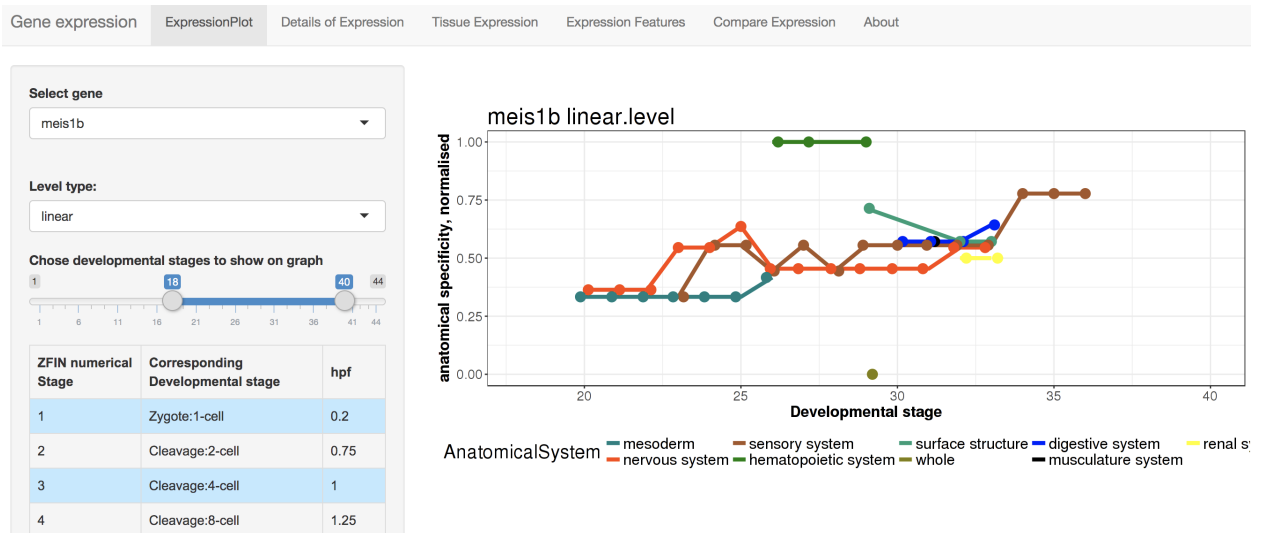 Gene expression ExpressionPlot Details of Expression Tissue Expression Expression Features Compare Expression About
Select gene
meis1b
Level type:
linear
Chose developmental stages to show on graph
1 18 40 44
1 6 11 16 21 26 31 36 41 44
ZFIN numerical Stage Corresponding Developmental stage hpf
1 Zygote:1-cell 0.2
2 Cleavage:2-cell 0.75
3 Cleavage:4-cell 1
4 Cleavage:8-cell 1.25
meis1b linear.level
anatomical specificity, normalised
1.00
0.75
0.50
0.25
0.00
20 25 30 35 40
Developmental stage
AnatomicalSystem
mesoderm sensory system surface structure digestive system renal
nervous system hematopoietic system whole musculature system